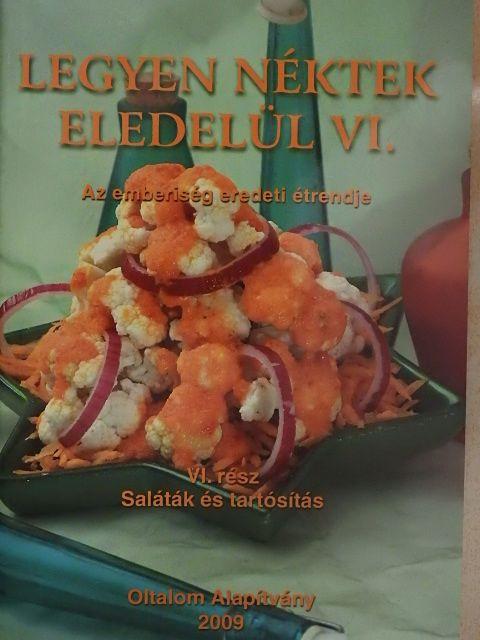 LEGYEN NÉKTEK
ELEDELÜL VI.
Az emberiség eredeti étrendje
VI. rész
Saláták és tartósítás
Oltalom Alapítvány
2009